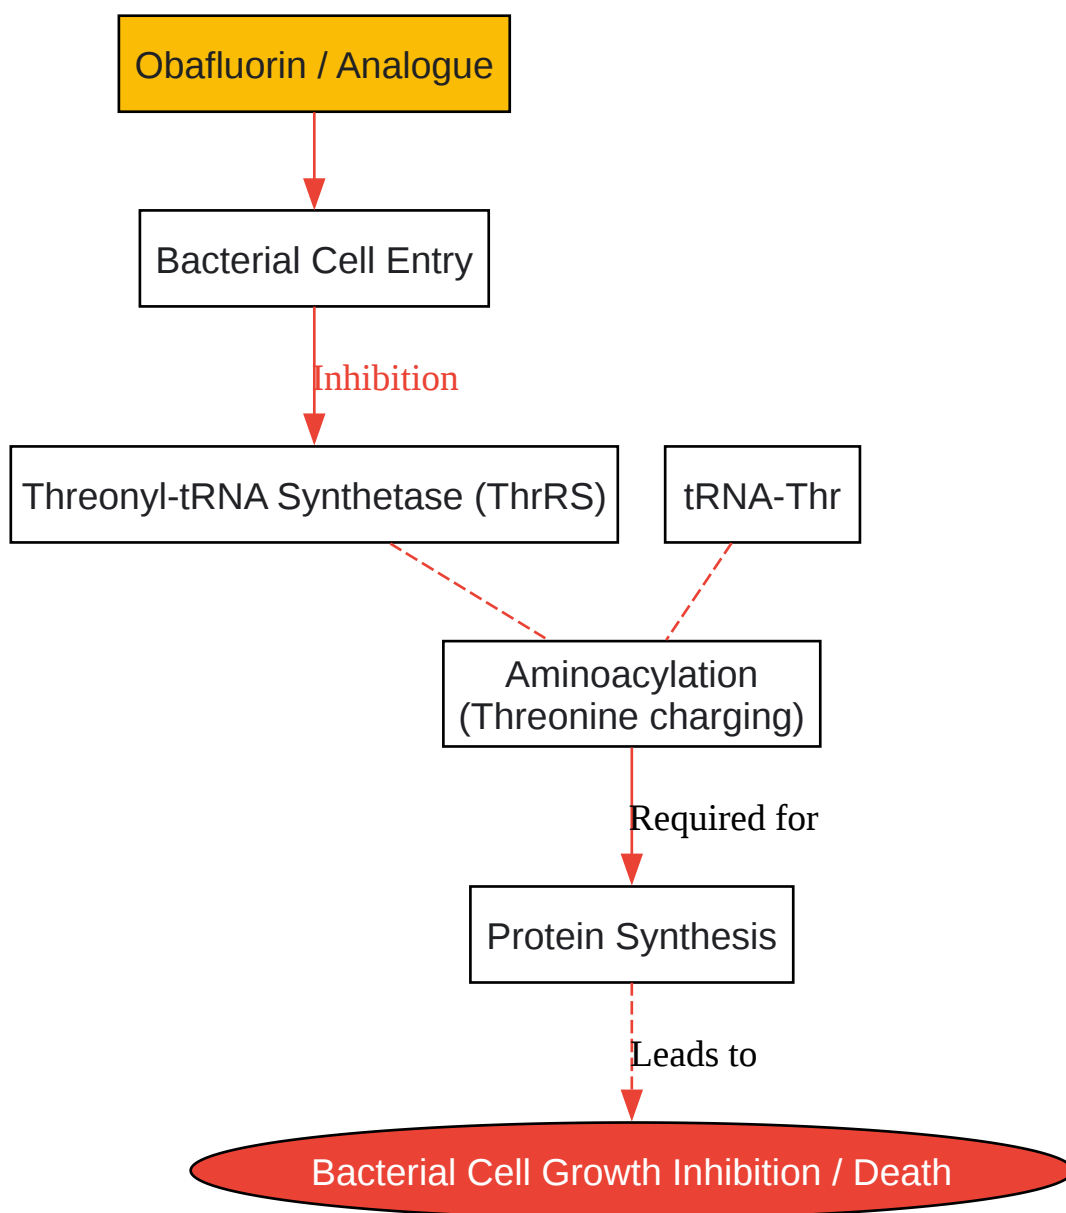 Obafluorin / Analogue
Bacterial Cell Entry
Inhibition
Threonyl-tRNA Synthetase (ThrRS)
tRNA-Thr
Aminoacylation
(Threonine charging)
Required for
Protein Synthesis
Leads to
Bacterial Cell Growth Inhibition / Death